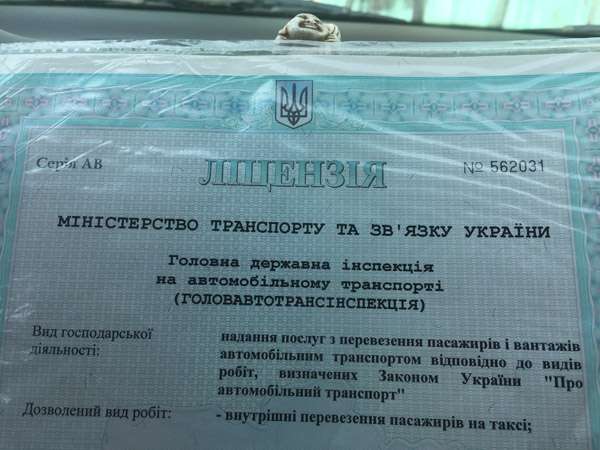 Серія АВ
ЛІЦЕНЗІЯ
№ 562031
МІНІСТЕРСТВО ТРАНСПОРТУ ТА ЗВ'ЯЗКУ УКРАЇНИ
Головна державна інспекція
на автомобільному транспорті
(ГОЛОВАВТОТРАНСІНСПЕКЦІЯ)
Вид господарської
діяльності:
надання послуг з перевезення пасажирів і вантажів
автомобільним транспортом відповідно до видів
робіт, визначених Законом України "Про
автомобільний транспорт"
Дозволений вид робіт:
- внутрішні перевезення пасажирів на таксі;